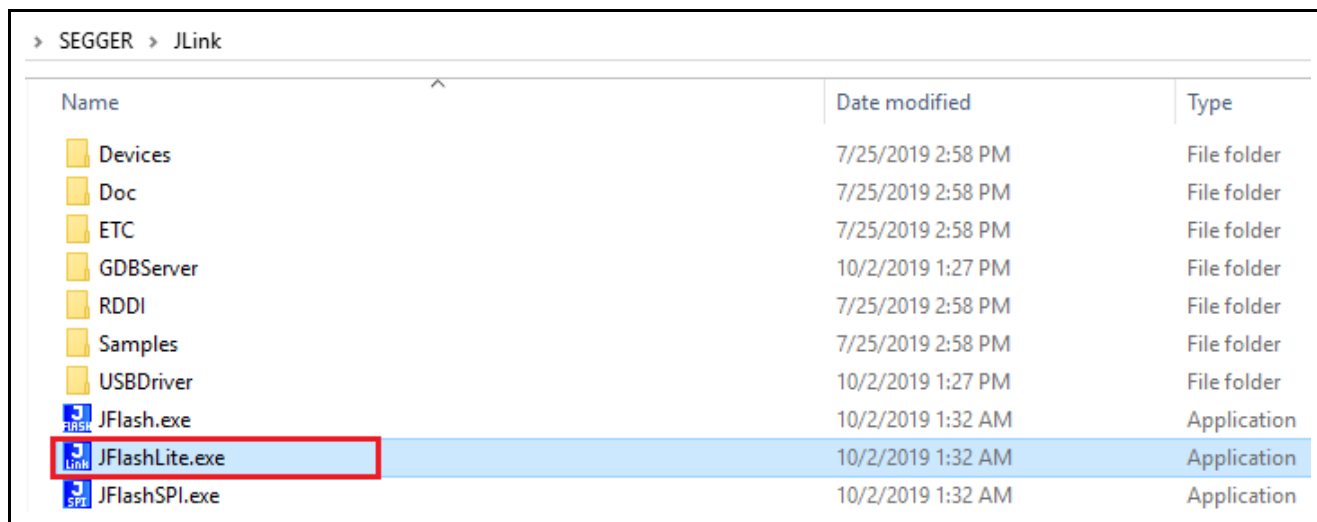 > SEGGER > JLink
Name Date modified Type
Devices 7/25/2019 2:58 PM File folder
Doc 7/25/2019 2:58 PM File folder
ETC 7/25/2019 2:58 PM File folder
GDBServer 10/2/2019 1:27 PM File folder
RDDI 7/25/2019 2:58 PM File folder
Samples 7/25/2019 2:58 PM File folder
USBDriver 10/2/2019 1:27 PM File folder
J FLASH JFlash.exe 10/2/2019 1:32 AM Application
J Link JFlashLite.exe 10/2/2019 1:32 AM Application
J SPI JFlashSPI.exe 10/2/2019 1:32 AM Application